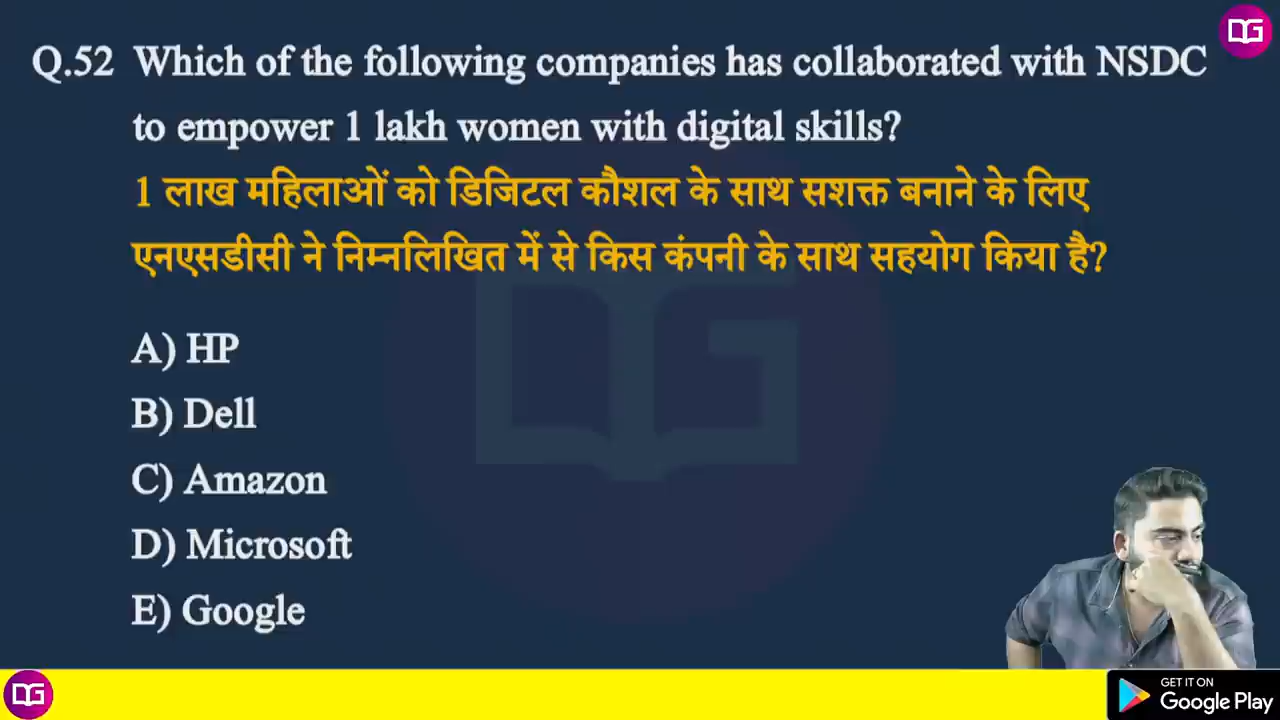 DG
Q.52 Which of the following companies has collaborated with NSDC
to empower 1 lakh women with digital skills?
1 लाख महिलाओं को डिजिटल कौशल के साथ सशक्त बनाने के लिए
एनएसडीसी ने निम्नलिखित में से किस कंपनी के साथ सहयोग किया है?
A) HP
B) Dell
C) Amazon
D) Microsoft
E) Google
DG
GET IT ON
Google Play